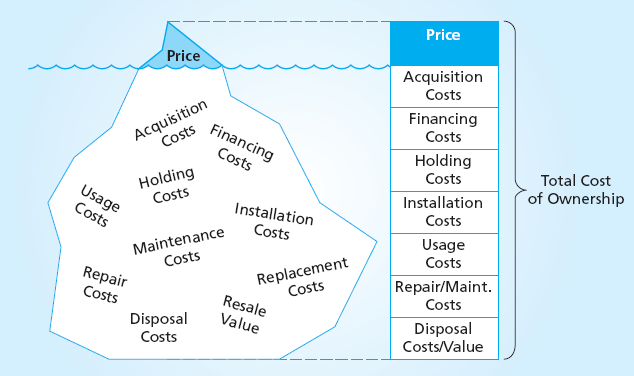 Price
Acquisition
Costs
Financing
Costs
Holding
Costs
Usage
Costs
Installation
Costs
Maintenance
Costs
Repair
Costs
Replacement
Costs
Resale
Value
Disposal
Costs
Price
Acquisition
Costs
Financing
Costs
Holding
Costs
Installation
Costs
Usage
Costs
Repair/Maint.
Costs
Disposal
Costs/Value
Total Cost
of Ownership